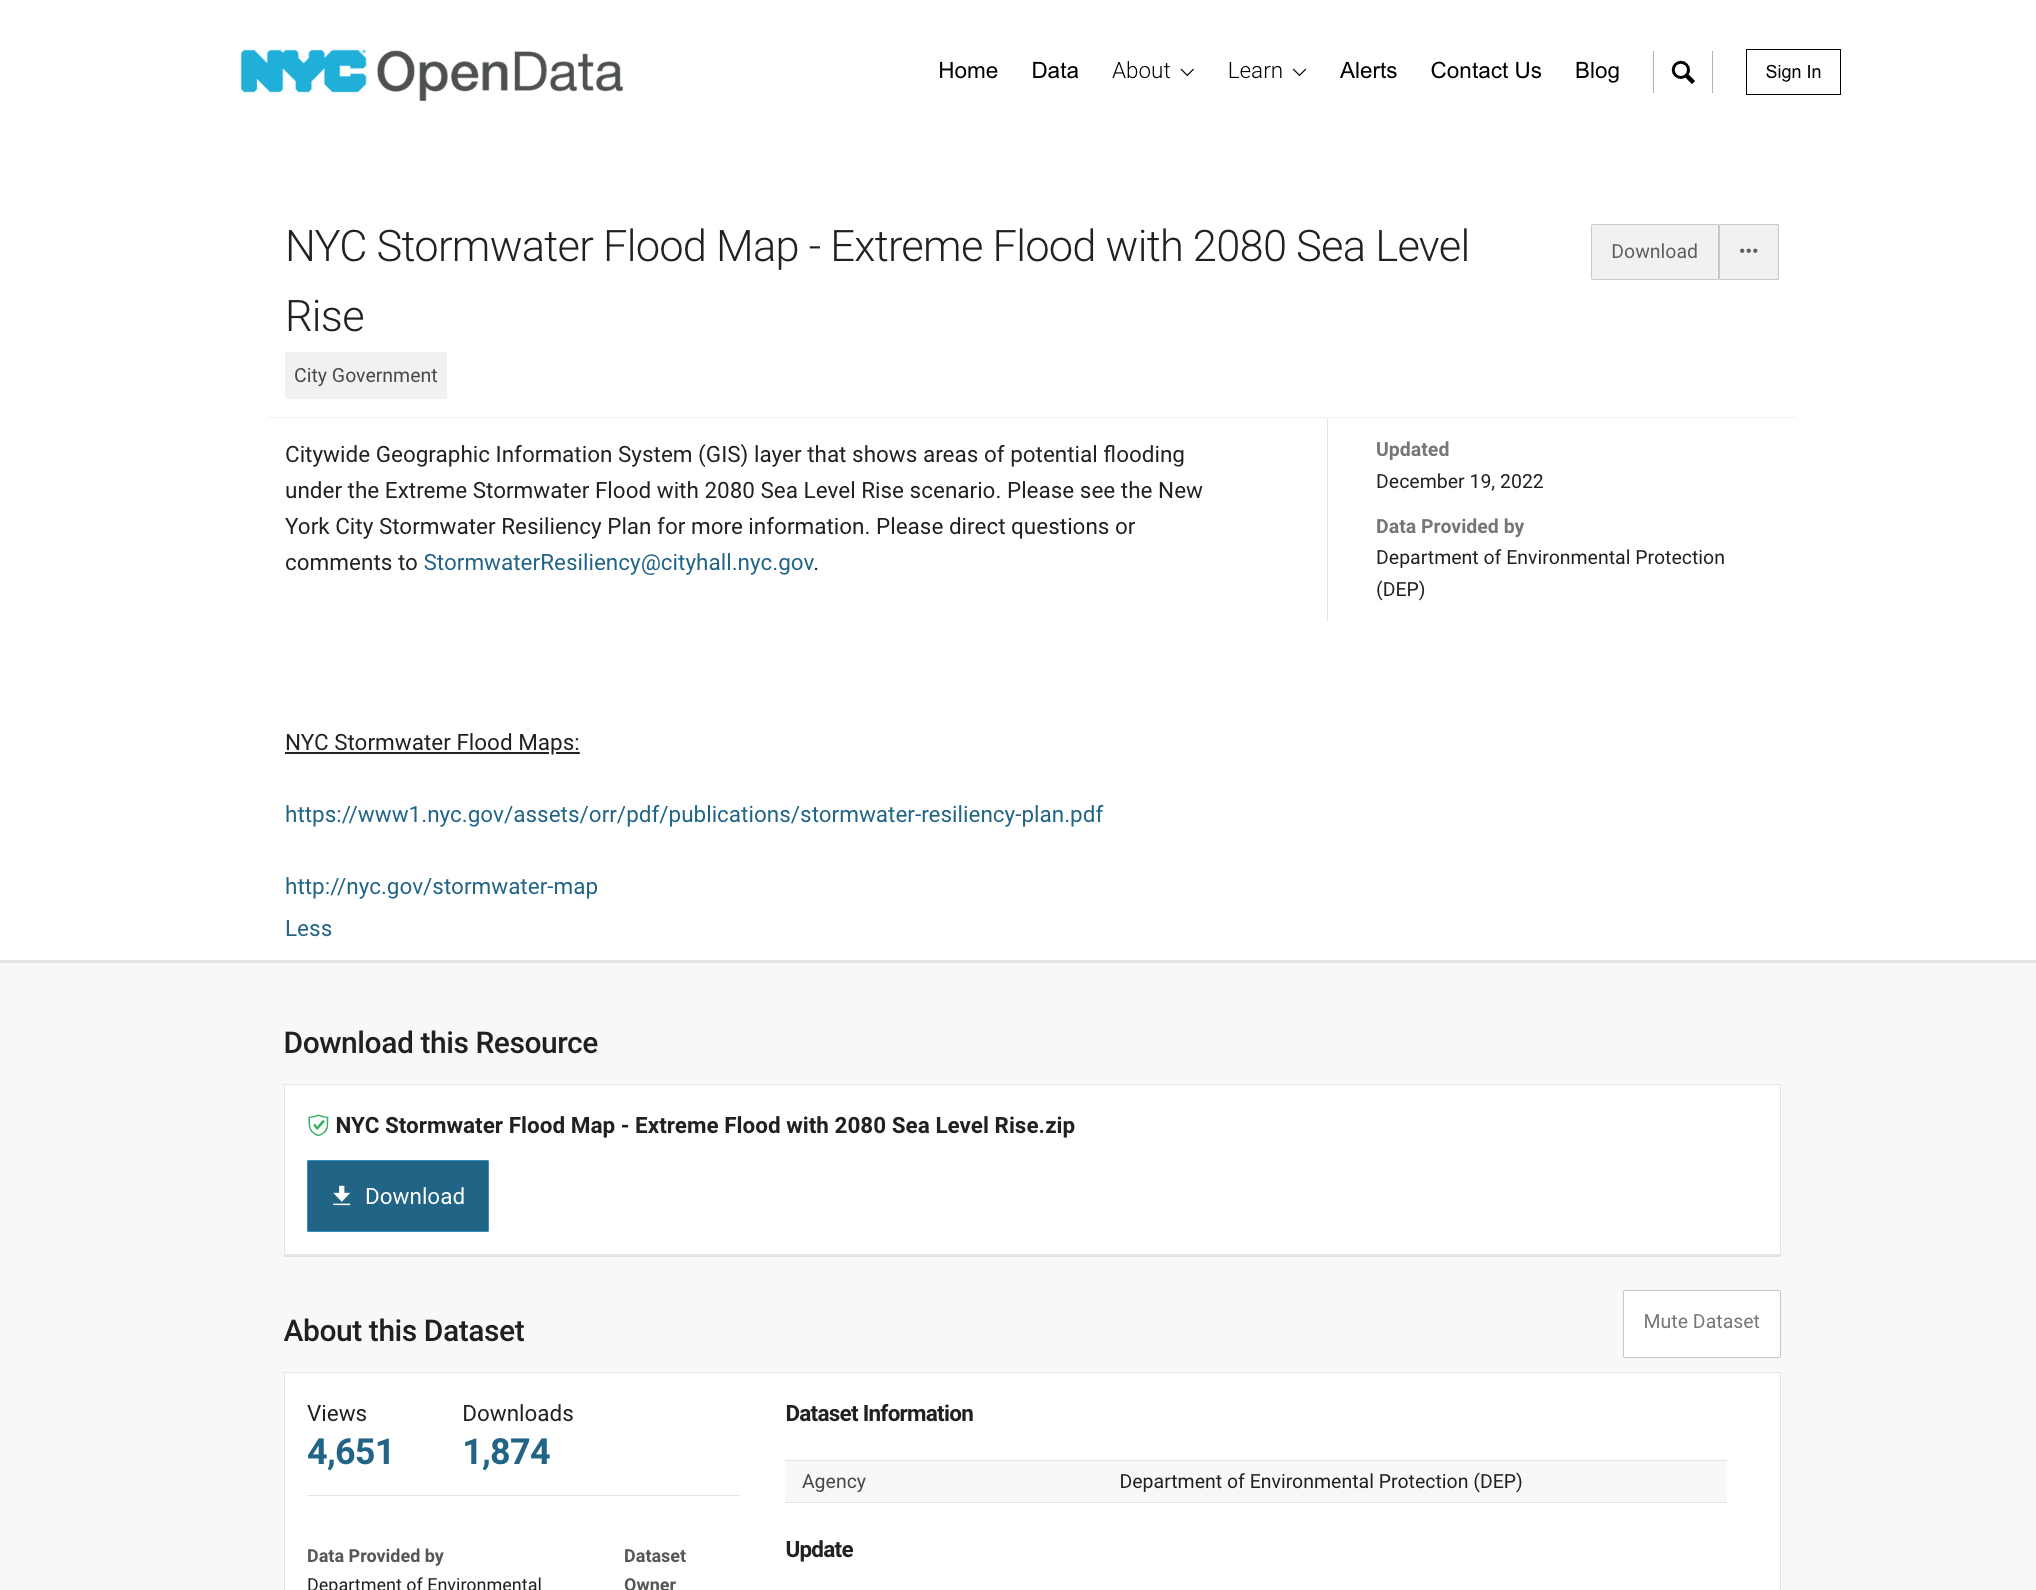 NYC OpenData
Home Data About Learn Alerts Contact Us Blog Sign In
NYC Stormwater Flood Map - Extreme Flood with 2080 Sea Level
Rise
Download ...
City Government
Citywide Geographic Information System (GIS) layer that shows areas of potential flooding
under the Extreme Stormwater Flood with 2080 Sea Level Rise scenario. Please see the New
York City Stormwater Resiliency Plan for more information. Please direct questions or
comments to StormwaterResiliency@cityhall.nyc.gov.
Updated
December 19, 2022
Data Provided by
Department of Environmental Protection
(DEP)
NYC Stormwater Flood Maps:
https://www1.nyc.gov/assets/orr/pdf/publications/stormwater-resiliency-plan.pdf
http://nyc.gov/stormwater-map
Less
Download this Resource
NYC Stormwater Flood Map - Extreme Flood with 2080 Sea Level Rise.zip
Download
About this Dataset
Mute Dataset
Views Downloads
4,651 1,874
Data Provided by Dataset
Department of Environmental Owner
Dataset Information
Agency Department of Environmental Protection (DEP)
Update